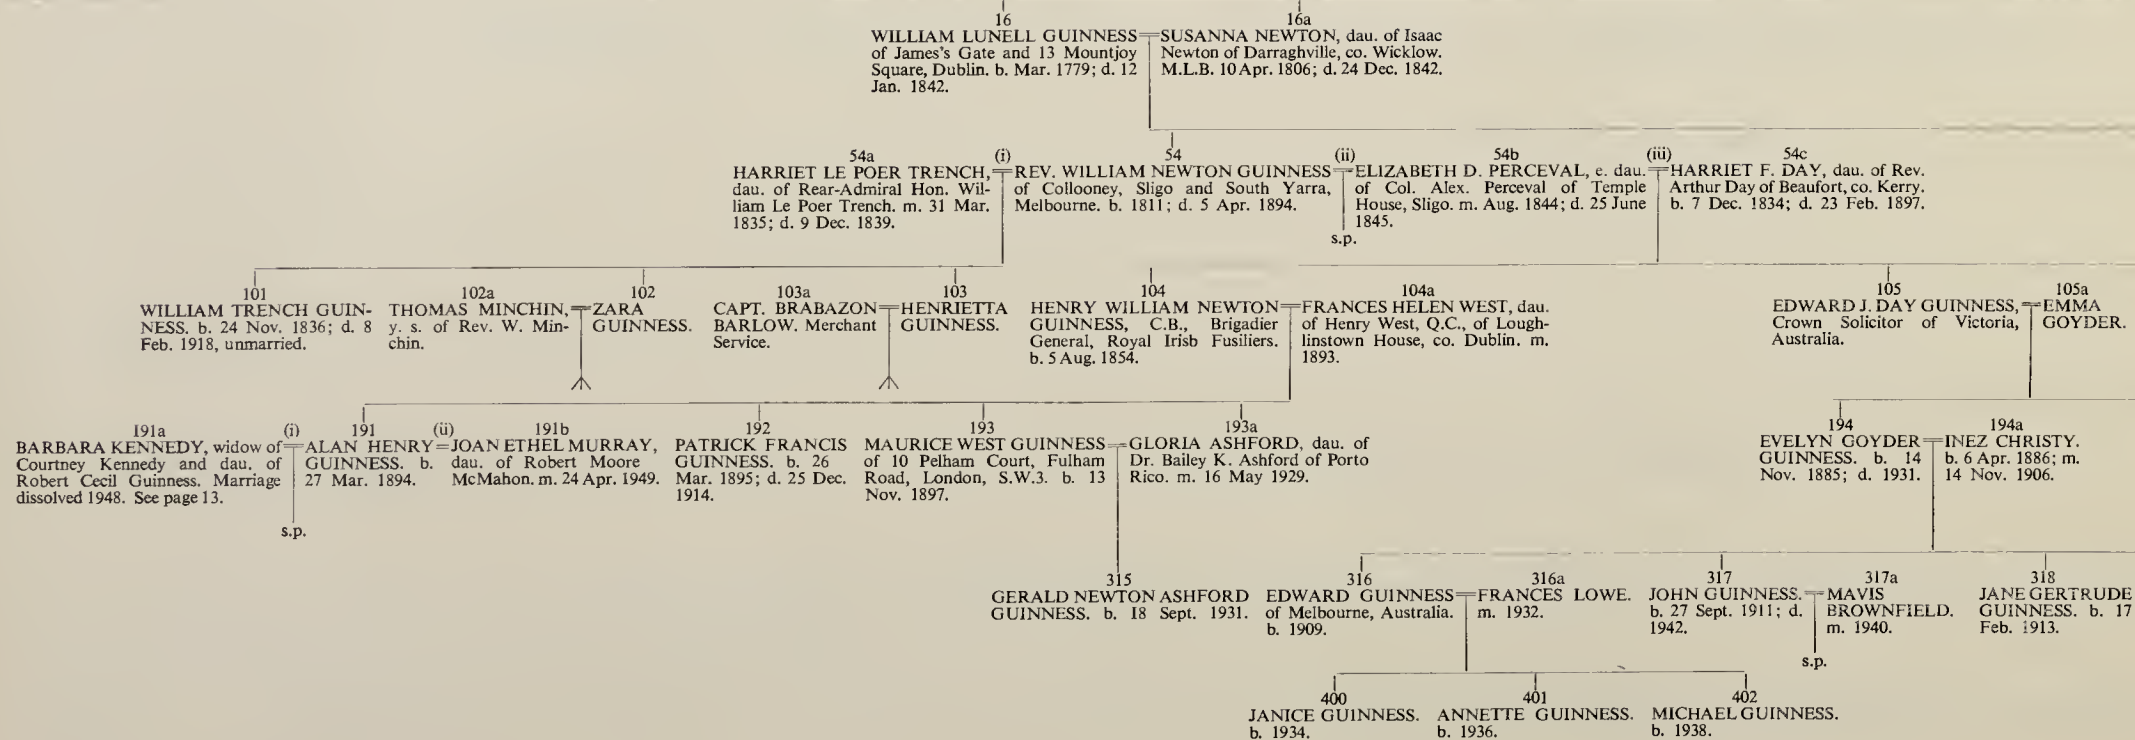 16
WILLIAM LUNELL GUINNESS
of James's Gate and 13 Mountjoy
Square, Dublin. b. Mar. 1779; d. 12
Jan. 1842.
16a
SUSANNA NEWTON, dau. of Isaac
Newton of Darraghville, co. Wicklow.
M.L.B. 10 Apr. 1806; d. 24 Dec. 1842.
54a
HARRIET LE POER TRENCH,
dau. of Rear-Admiral Hon. Wil-
liam Le Poer Trench. m. 31 Mar.
1835; d. 9 Dec. 1839.
(i)
54
REV. WILLIAM NEWTON GUINNESS
of Collooney, Sligo and South Yarra,
Melbourne. b. 1811; d. 5 Apr. 1894.
(ii)
s.p.
54b
ELIZABETH D. PERCEVAL, e. dau.
of Col. Alex. Perceval of Temple
House, Sligo. m. Aug. 1844; d. 25 June
1845.
(iii)
54c
HARRIET F. DAY, dau. of Rev.
Arthur Day of Beaufort, co. Kerry.
b. 7 Dec. 1834; d. 23 Feb. 1897.
101
WILLIAM TRENCH GUIN-
NESS. b. 24 Nov. 1836; d. 8
Feb. 1918, unmarried.
102a
THOMAS MINCHIN,
y. s. of Rev. W. Min-
chin.
102
ZARA
GUINNESS.
103a
CAPT. BRABAZON
BARLOW. Merchant
Service.
103
HENRIETTA
GUINNESS.
104
HENRY WILLIAM NEWTON
GUINNESS, C.B., Brigadier
General, Royal Irish Fusiliers.
b. 5 Aug. 1854.
104a
FRANCES HELEN WEST, dau.
of Henry West, Q.C., of Lough-
linstown House, co. Dublin. m.
1893.
105
EDWARD J. DAY GUINNESS,
Crown Solicitor of Victoria,
Australia.
105a
EMMA
GOYDER.
191a
BARBARA KENNEDY, widow of
Courtney Kennedy and dau. of
Robert Cecil Guinness. Marriage
dissolved 1948. See page 13.
(i)
s.p.
191
ALAN HENRY
GUINNESS. b.
27 Mar. 1894.
(ii)
191b
JOAN ETHEL MURRAY,
dau. of Robert Moore
McMahon. m. 24 Apr. 1949.
192
PATRICK FRANCIS
GUINNESS. b. 26
Mar. 1895; d. 25 Dec.
1914.
193
MAURICE WEST GUINNESS
of 10 Pelham Court, Fulham
Road, London, S.W.3. b. 13
Nov. 1897.
193a
GLORIA ASHFORD, dau. of
Dr. Bailey K. Ashford of Porto
Rico. m. 16 May 1929.
194
EVELYN GOYDER
GUINNESS. b. 14
Nov. 1885; d. 1931.
194a
INEZ CHRISTY.
b. 6 Apr. 1886; m.
14 Nov. 1906.
315
GERALD NEWTON ASHFORD
GUINNESS. b. 18 Sept. 1931.
316
EDWARD GUINNESS
of Melbourne, Australia.
b. 1909.
316a
FRANCES LOWE.
m. 1932.
317
JOHN GUINNESS.
b. 27 Sept. 1911; d.
1942.
317a
MAVIS
BROWNFIELD.
m. 1940.
s.p.
318
JANE GERTRUDE
GUINNESS. b. 17
Feb. 1913.
400
JANICE GUINNESS.
b. 1934.
401
ANNETTE GUINNESS.
b. 1936.
402
MICHAEL GUINNESS.
b. 1938.